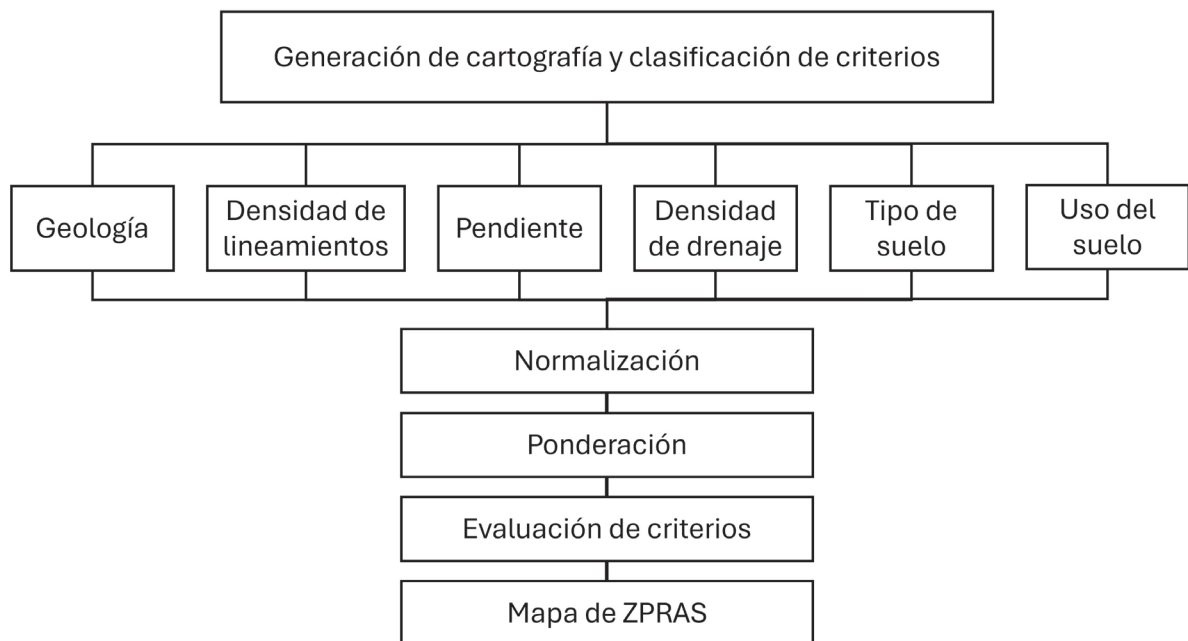 Generación de cartografía y clasificación de criterios
Geología
Densidad de
lineamientos
Pendiente
Densidad
de drenaje
Tipo de
suelo
Uso del
suelo
Normalización
Ponderación
Evaluación de criterios
Mapa de ZPRAS